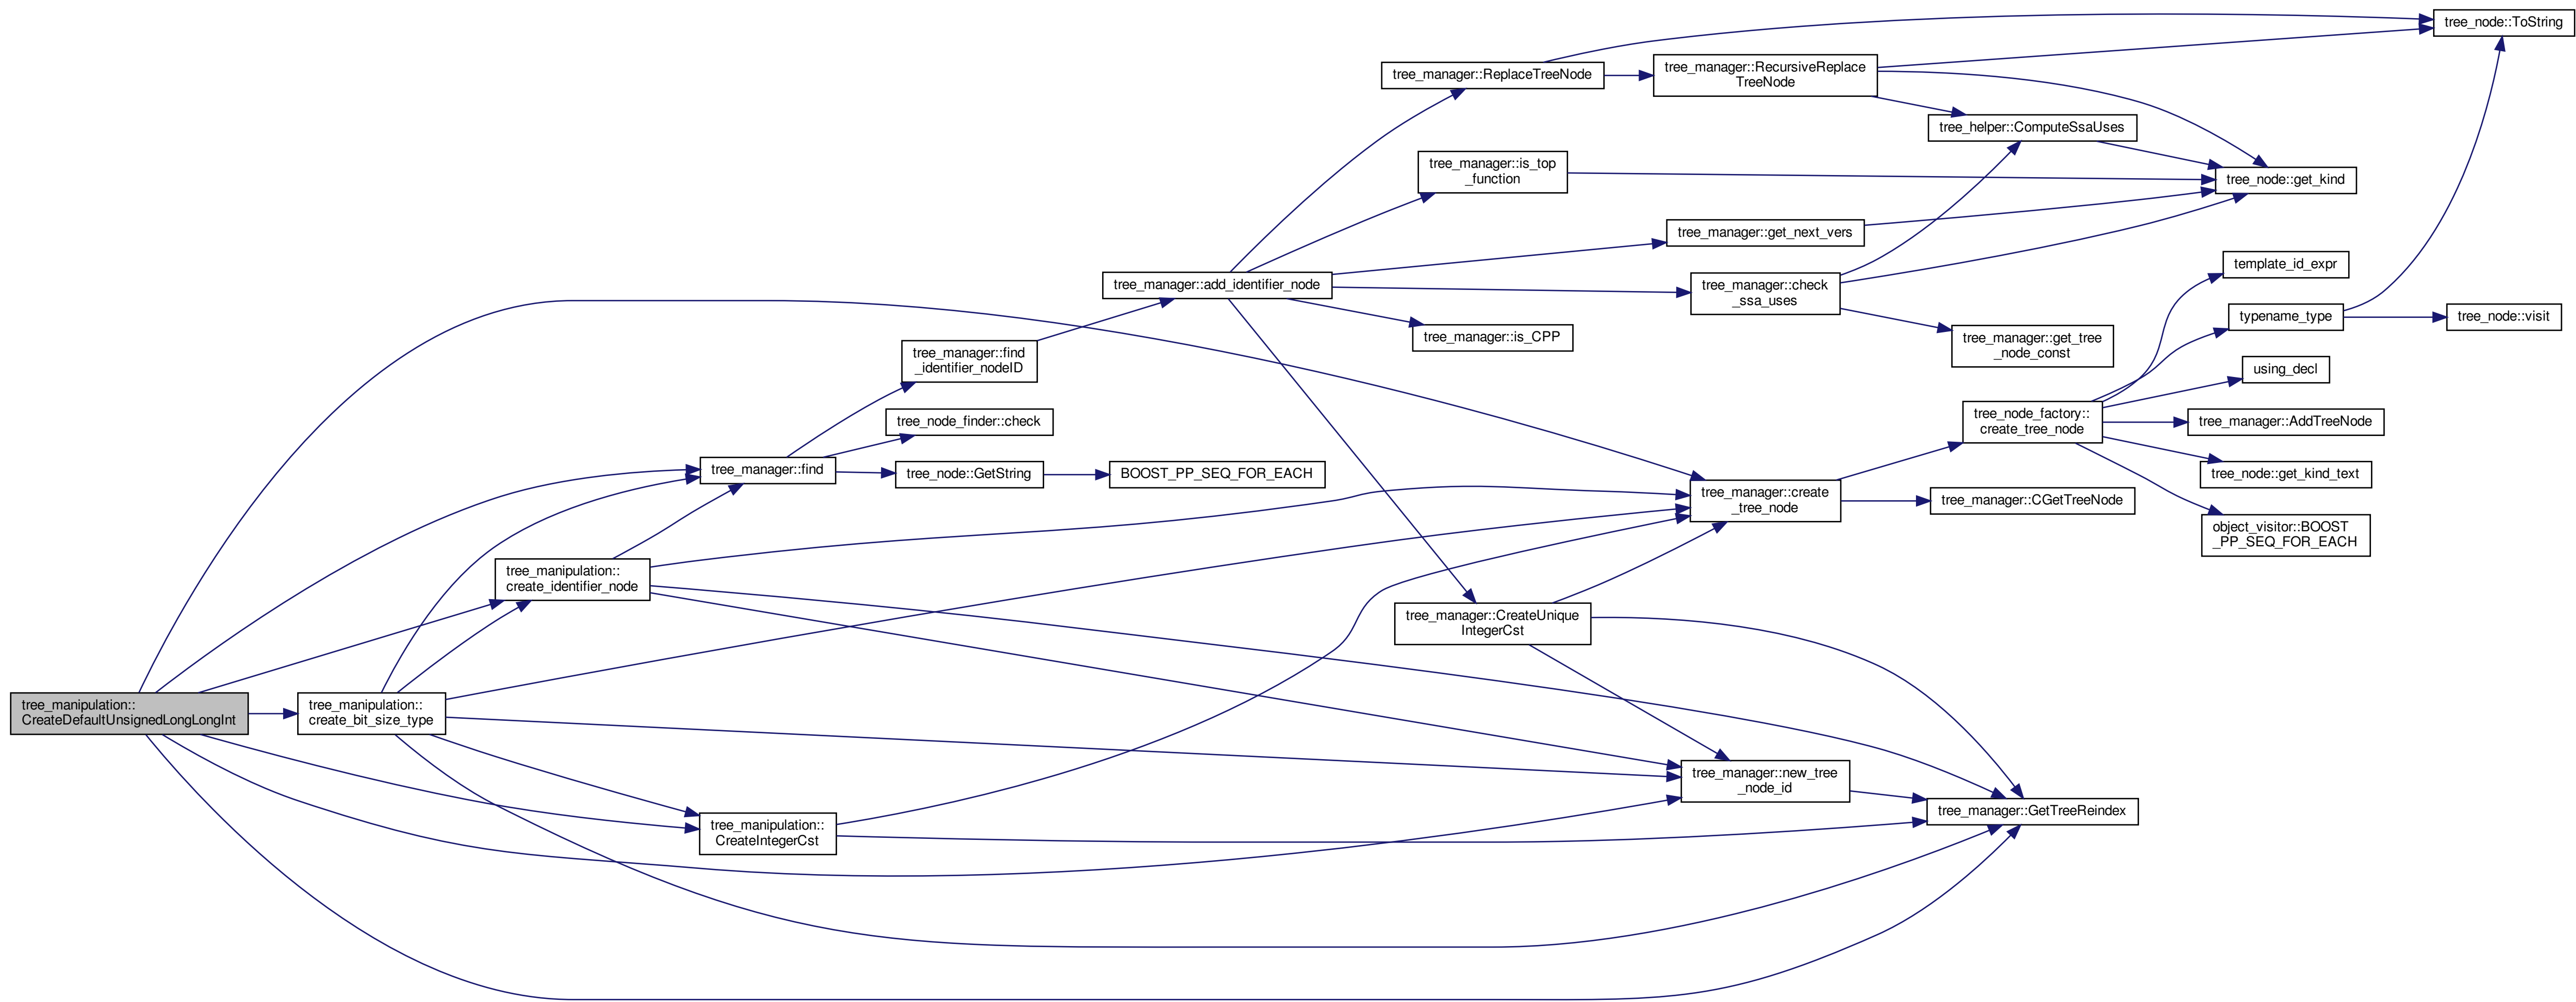 tree_manipulation::
CreateDefaultUnsignedLongLongInt
tree_manipulation::
create_bit_size_type
tree_manipulation::
create_identifier_node
tree_manager::find
tree_manipulation::
CreateIntegerCst
tree_manager::find
_identifier_nodeID
tree_node_finder::check
tree_node::GetString
BOOST_PP_SEQ_FOR_EACH
tree_manager::add_identifier_node
tree_manager::ReplaceTreeNode
tree_manager::is_top
_function
tree_manager::is_CPP
tree_manager::CreateUnique
IntegerCst
tree_manager::RecursiveReplace
TreeNode
tree_manager::get_next_vers
tree_manager::check
_ssa_uses
tree_manager::create
_tree_node
tree_manager::new_tree
_node_id
tree_helper::ComputeSsaUses
tree_manager::get_tree
_node_const
tree_node_factory::
create_tree_node
tree_manager::CGetTreeNode
tree_manager::GetTreeReindex
tree_node::get_kind
template_id_expr
typename_type
using_decl
tree_manager::AddTreeNode
tree_node::get_kind_text
object_visitor::BOOST
_PP_SEQ_FOR_EACH
tree_node::ToString
tree_node::visit